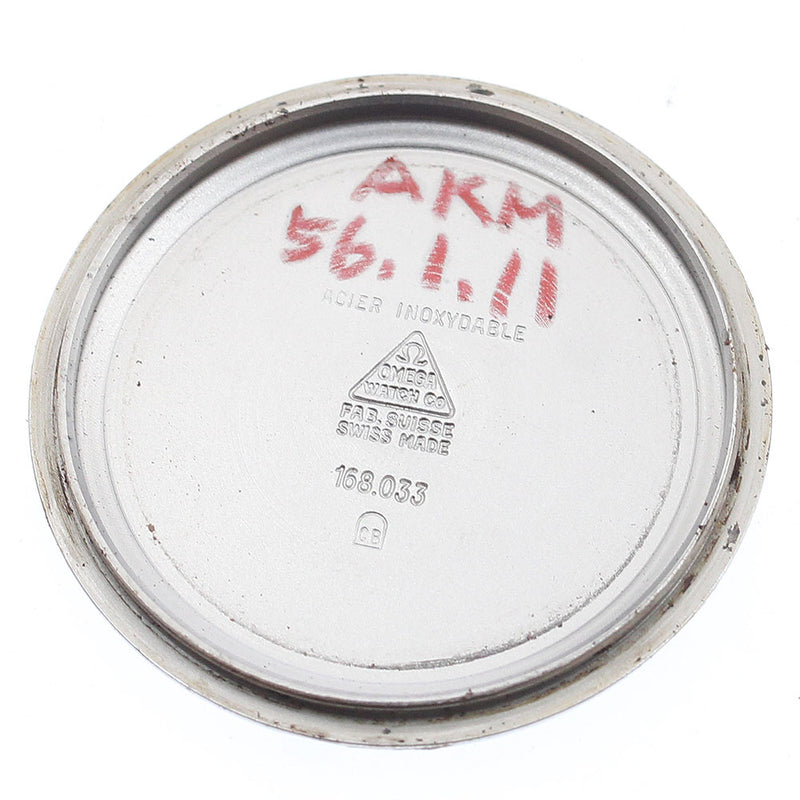 AKM
56.1.11
ACIER INOXYDABLE
Ω
OMEGA
WATCH Co
FAB. SUISSE
SWISS MADE
168.033
CB